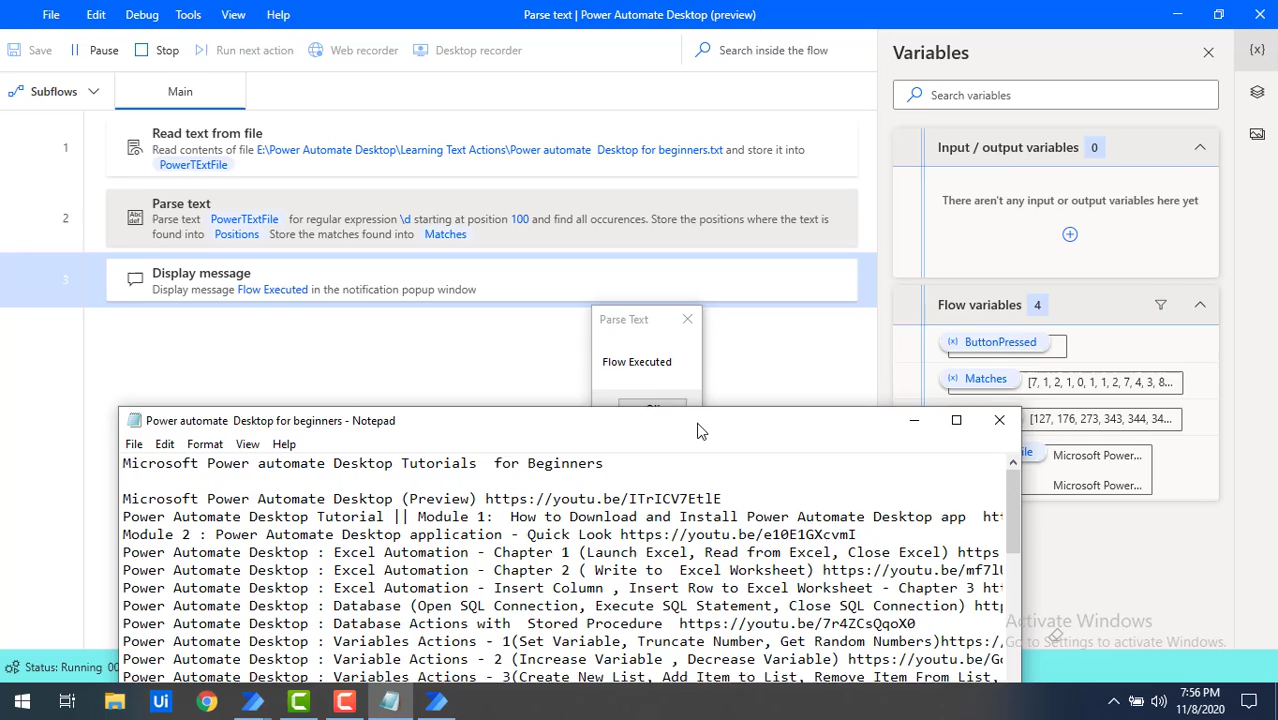 File Edit Debug Tools View Help
Parse text | Power Automate Desktop (preview)
Save Pause Stop Run next action Web recorder Desktop recorder
Search inside the flow
Subflows
Main
1
Read text from file
Read contents of file E:\Power Automate Desktop\Learning Text Actions\Power automate Desktop for beginners.txt and store it into
PowerTExtFile
2
Parse text
Parse text PowerTExtFile for regular expression \d starting at position 100 and find all occurences. Store the positions where the text is
found into Positions Store the matches found into Matches
3
Display message
Display message Flow Executed in the notification popup window
Variables
{x}
Search variables
Input / output variables 0
There aren't any input or output variables here yet
Flow variables 4
(x) ButtonPressed
(x) Matches [7, 1, 2, 1, 0, 1, 1, 2, 7, 4, 3, 8...
[127, 176, 273, 343, 344, 34...
ile Microsoft Power...
Microsoft Power...
Parse Text
Flow Executed
Power automate Desktop for beginners - Notepad
File Edit Format View Help
Microsoft Power automate Desktop Tutorials for Beginners
Microsoft Power Automate Desktop (Preview) https://youtu.be/ITrICV7EtlE
Power Automate Desktop Tutorial || Module 1: How to Download and Install Power Automate Desktop app htt
Module 2 : Power Automate Desktop application - Quick Look https://youtu.be/e10E1GXcvmI
Power Automate Desktop : Excel Automation - Chapter 1 (Launch Excel, Read from Excel, Close Excel) https
Power Automate Desktop : Excel Automation - Chapter 2 ( Write to Excel Worksheet) https://youtu.be/mf7lU
Power Automate Desktop : Excel Automation - Insert Column , Insert Row to Excel Worksheet - Chapter 3 htt
Power Automate Desktop : Database (Open SQL Connection, Execute SQL Statement, Close SQL Connection) http
Power Automate Desktop : Database Actions with Stored Procedure https://youtu.be/7r4ZCsQqoX0
Power Automate Desktop : Variables Actions - 1(Set Variable, Truncate Number, Get Random Numbers)https:/
Power Automate Desktop : Variable Actions - 2 (Increase Variable , Decrease Variable) https://youtu.be/Go
Power Automate Desktop : Variables Actions - 3(Create New List, Add Item to List, Remove Item From List,
Activate Windows
Go to Settings to activate Windows.
Status: Running 00
Ui
7:56 PM
11/8/2020